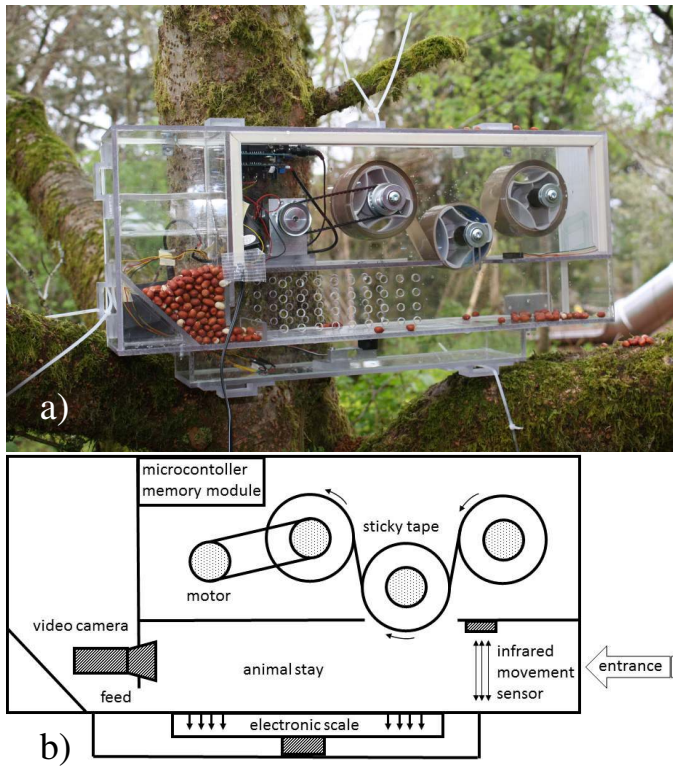 a)
microcontoller
memory module
sticky tape
motor
video camera
infrared
movement
sensor
entrance
animal stay
feed
electronic scale
b)